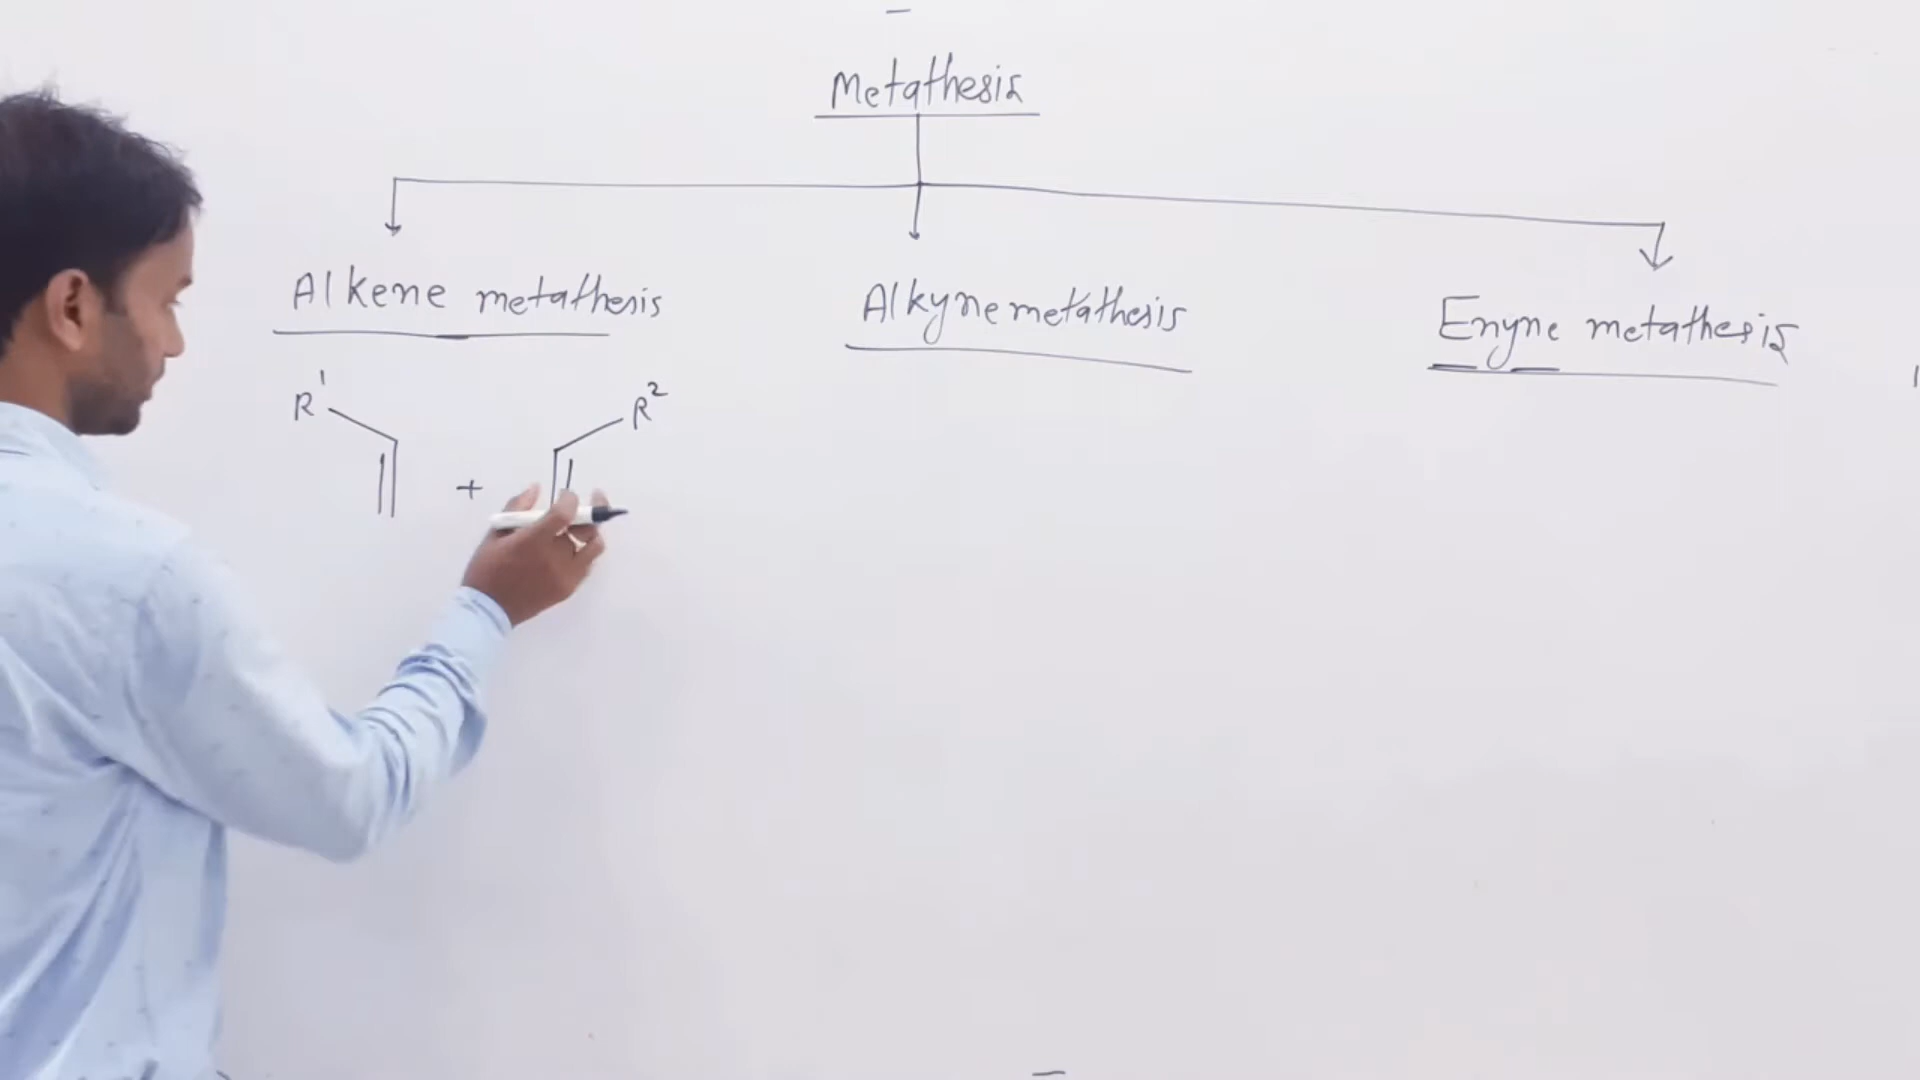 Metathesis
Alkene metathesis
Alkyne metathesis
Enyne metathesis
R¹ + R²